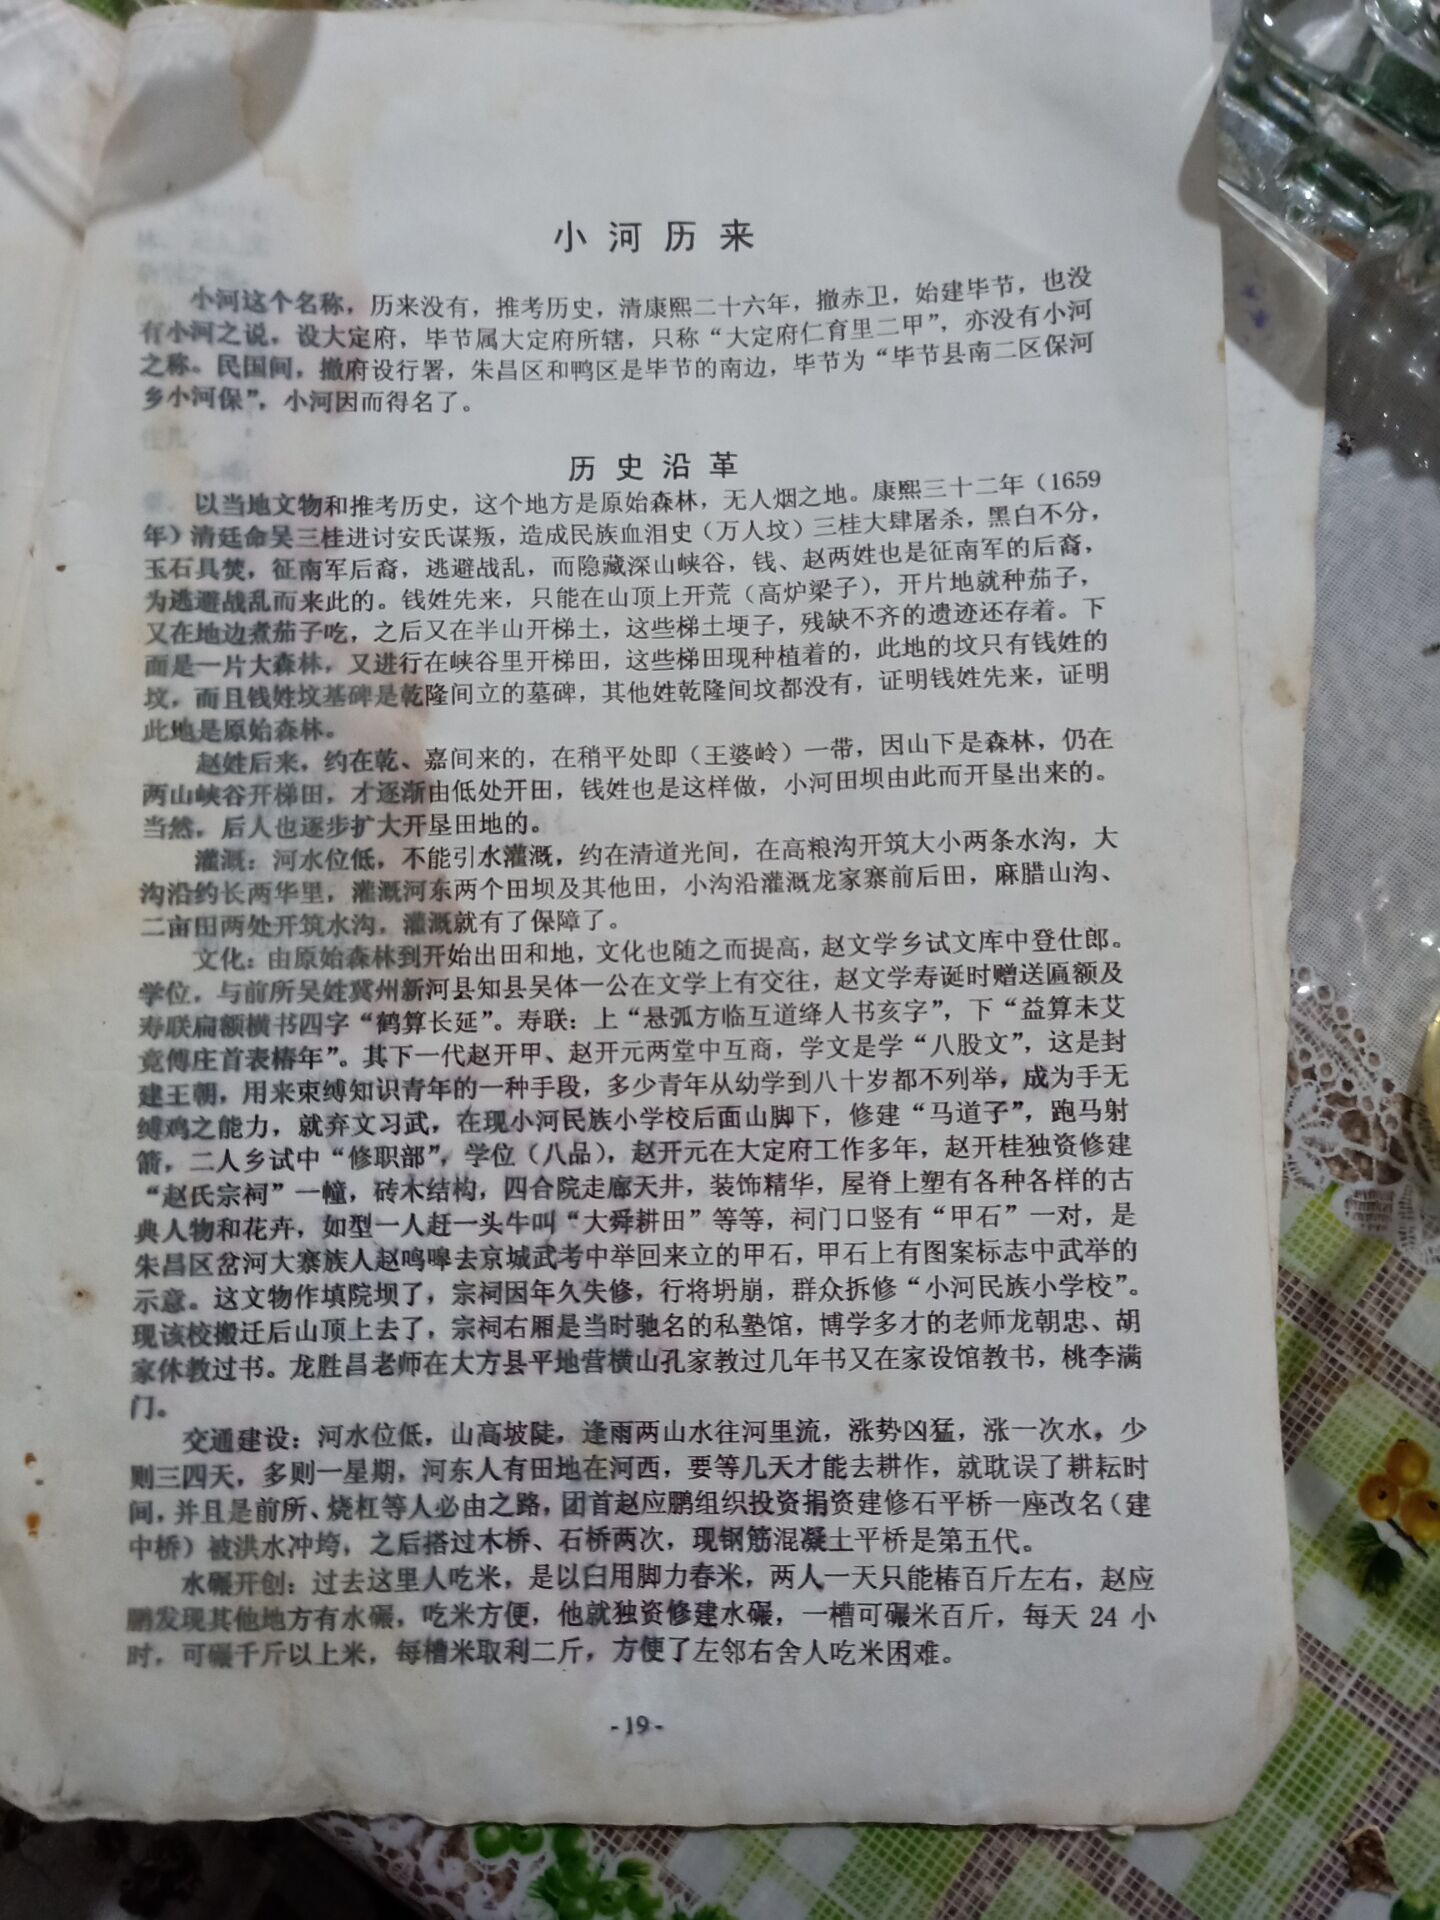 小河历来
小河这个名称，历来没有，推考历史，清康熙二十六年，撤赤卫，始建毕节，也没
有小河之说，设大定府，毕节属大定府所辖，只称“大定府仁育里二甲”，亦没有小河
之称。民国间，撤府设行署，朱昌区和鸭区是毕节的南边，毕节为“毕节县南二区保河
乡小河保”，小河因而得名了。
历史沿革
以当地文物和推考历史，这个地方是原始森林，无人烟之地。康熙三十二年（1659
年）清廷命吴三桂进讨安氏谋叛，造成民族血泪史（万人坟）三桂大肆屠杀，黑白不分，
玉石具焚，征南军后裔，逃避战乱，而隐藏深山峡谷，钱、赵两姓也是征南军的后裔，
为逃避战乱而来此的。钱姓先来，只能在山顶上开荒（高炉梁子），开片地就种茄子，
又在地边煮茄子吃，之后又在半山开梯土，这些梯土埂子，残缺不齐的遗迹还存着。下
面是一片大森林，又进行在峡谷里开梯田，这些梯田现种植着的，此地的坟只有钱姓的
坟，而且钱姓坟墓碑是乾隆间立的墓碑，其他姓乾隆间坟都没有，证明钱姓先来，证明
此地是原始森林。
赵姓后来，约在乾、嘉间来的，在稍平处即（王婆岭）一带，因山下是森林，仍在
两山峡谷开梯田，才逐渐由低处开田，钱姓也是这样做，小河田坝由此而开垦出来的。
当然，后人也逐步扩大开垦田地的。
灌溉：河水位低，不能引水灌溉，约在清道光间，在高粮沟开筑大小两条水沟，大
沟沿约长两华里，灌溉河东两个田坝及其他田，小沟沿灌溉龙家寨前后田，麻腊山沟、
二亩田两处开筑水沟，灌溉就有了保障了。
文化：由原始森林到开始出田和地，文化也随之而提高，赵文学乡试文库中登仕郎。
学位，与前所吴姓冀州新河县知县吴体一公在文学上有交往，赵文学寿诞时赠送匾额及
寿联扁额横书四字“鹤算长延”。寿联：上“悬弧方临互道绛人书亥字”，下“益算未艾
竟傅庄首表椿年”。其下一代赵开甲、赵开元两堂中互商，学文是学“八股文”，这是封
建王朝，用来束缚知识青年的一种手段，多少青年从幼学到八十岁都不列举，成为手无
缚鸡之能力，就弃文习武，在现小河民族小学校后面山脚下，修建“马道子”，跑马射
箭，二人乡试中“修职部”，学位（八品），赵开元在大定府工作多年，赵开桂独资修建
“赵氏宗祠”一幢，砖木结构，四合院走廊天井，装饰精华，屋脊上塑有各种各样的古
典人物和花卉，如型一人赶一头牛叫“大舜耕田”等等，祠门口竖有“甲石”一对，是
朱昌区岔河大寨族人赵鸣嗥去京城武考中举回来立的甲石，甲石上有图案标志中武举的
示意。这文物作填院坝了，宗祠因年久失修，行将坍崩，群众拆修“小河民族小学校”。
现该校搬迁后山顶上去了，宗祠右厢是当时驰名的私塾馆，博学多才的老师龙朝忠、胡
家休教过书。龙胜昌老师在大方县平地营横山孔家教过几年书又在家设馆教书，桃李满
门。
交通建设：河水位低，山高坡陡，逢雨两山水往河里流，涨势凶猛，涨一次水，少
则三四天，多则一星期，河东人有田地在河西，要等几天才能去耕作，就耽误了耕耘时
间，并且是前所、烧杠等人必由之路，团首赵应鹏组织投资捐资建修石平桥一座改名（建
中桥）被洪水冲垮，之后搭过木桥、石桥两次，现钢筋混凝土平桥是第五代。
水碾开创：过去这里人吃米，是以臼用脚力舂米，两人一天只能椿百斤左右，赵应
鹏发现其他地方有水碾，吃米方便，他就独资修建水碾，一槽可碾米百斤，每天 24 小
时，可碾千斤以上米，每槽米取利二斤，方便了左邻右舍人吃米困难。
-19-